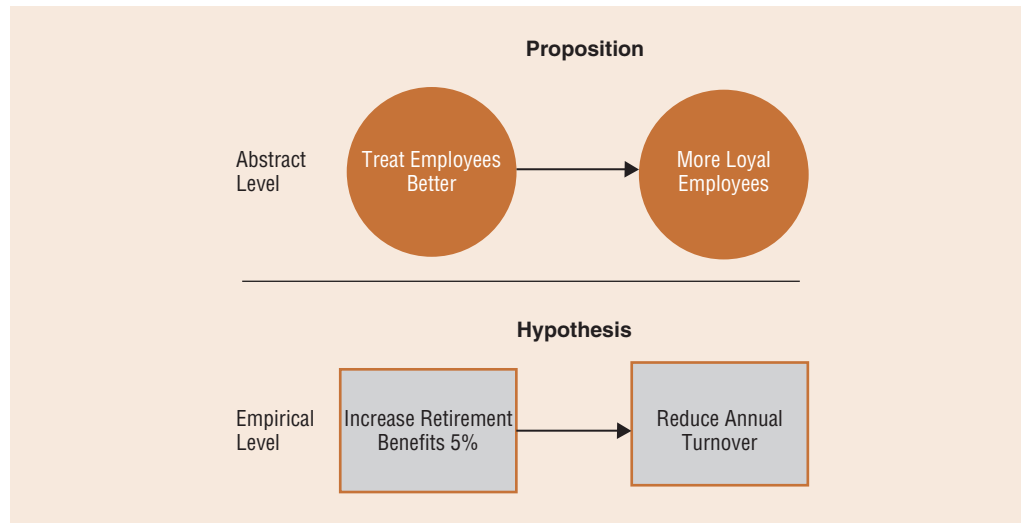 Proposition
Abstract
Level
Treat Employees
Better
More Loyal
Employees
Hypothesis
Empirical
Level
Increase Retirement
Benefits 5%
Reduce Annual
Turnover